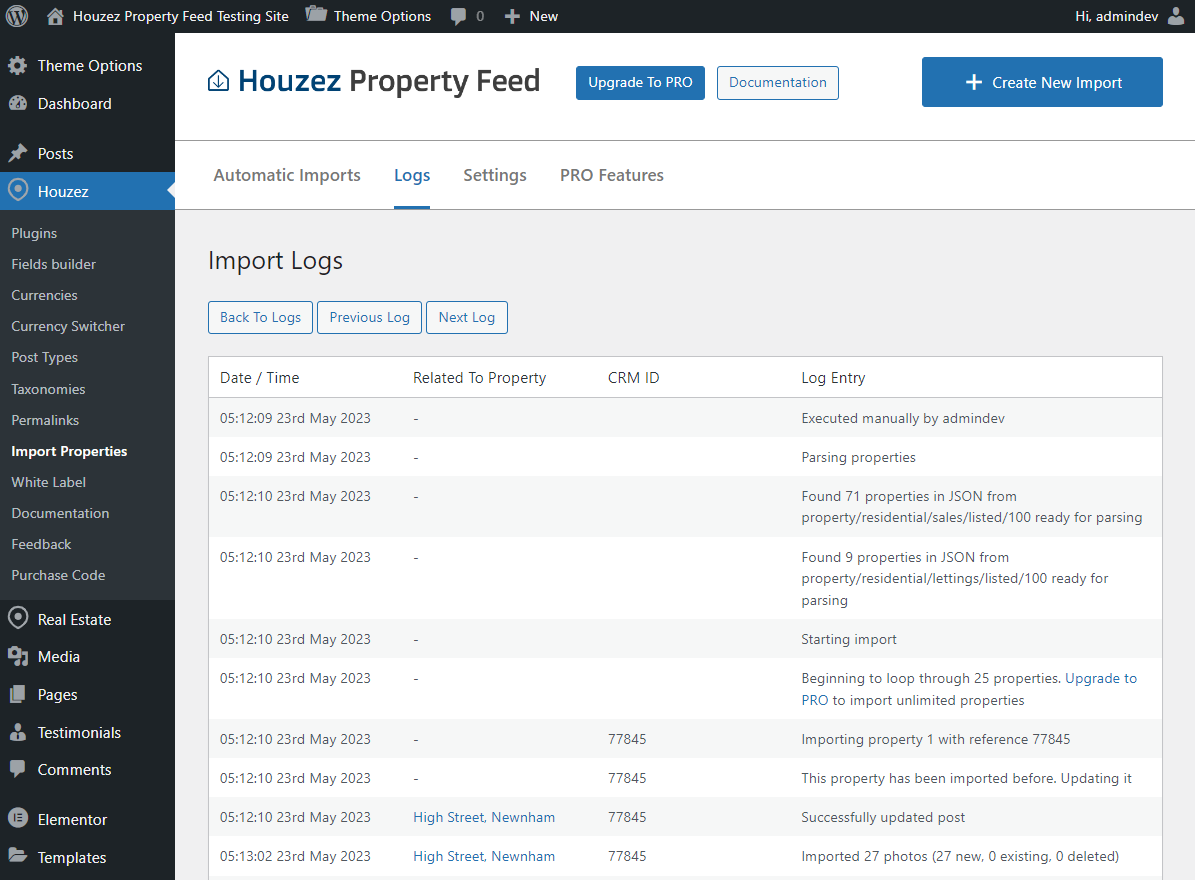 Houzez Property Feed Testing Site Theme Options 0 New Hi, admindev
Theme Options
Dashboard
Posts
Houzez
Plugins
Fields builder
Currencies
Currency Switcher
Post Types
Taxonomies
Permalinks
Import Properties
White Label
Documentation
Feedback
Purchase Code
Real Estate
Media
Pages
Testimonials
Comments
Elementor
Templates
Houzez Property Feed Upgrade To PRO Documentation Create New Import
Automatic Imports Logs Settings PRO Features
Import Logs
Back To Logs Previous Log Next Log
Date / Time Related To Property CRM ID Log Entry
05:12:09 23rd May 2023 - Executed manually by admindev
05:12:09 23rd May 2023 - Parsing properties
05:12:10 23rd May 2023 - Found 71 properties in JSON from
property/residential/sales/listed/100 ready for parsing
05:12:10 23rd May 2023 - Found 9 properties in JSON from
property/residential/lettings/listed/100 ready for
parsing
05:12:10 23rd May 2023 - Starting import
05:12:10 23rd May 2023 - Beginning to loop through 25 properties. Upgrade to
PRO to import unlimited properties
05:12:10 23rd May 2023 - 77845 Importing property 1 with reference 77845
05:12:10 23rd May 2023 - 77845 This property has been imported before. Updating it
05:12:10 23rd May 2023 High Street, Newnham 77845 Successfully updated post
05:13:02 23rd May 2023 High Street, Newnham 77845 Imported 27 photos (27 new, 0 existing, 0 deleted)